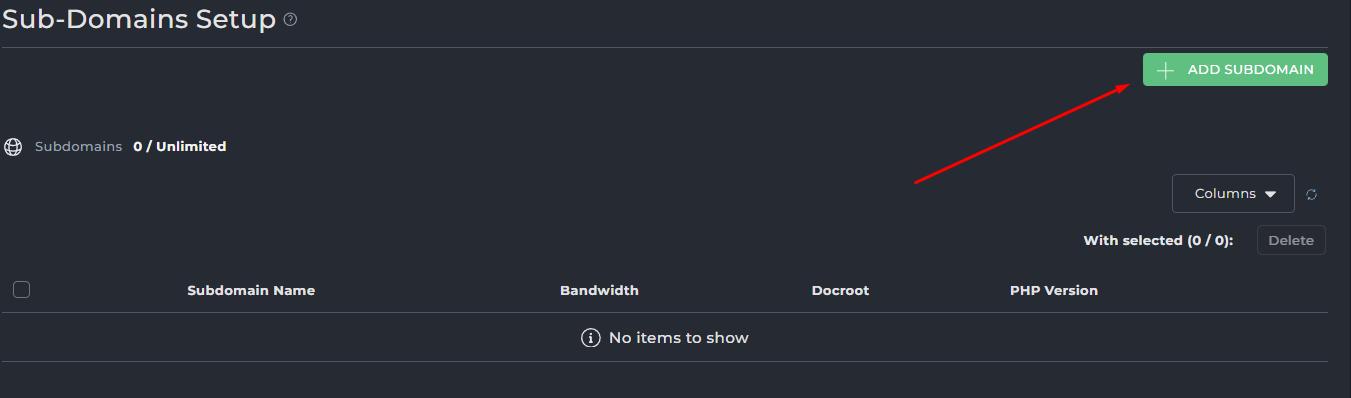 Sub-Domains Setup
ADD SUBDOMAIN
Subdomains 0 / Unlimited
Columns
With selected (0 / 0): Delete
Subdomain Name Bandwidth Docroot PHP Version
No items to show